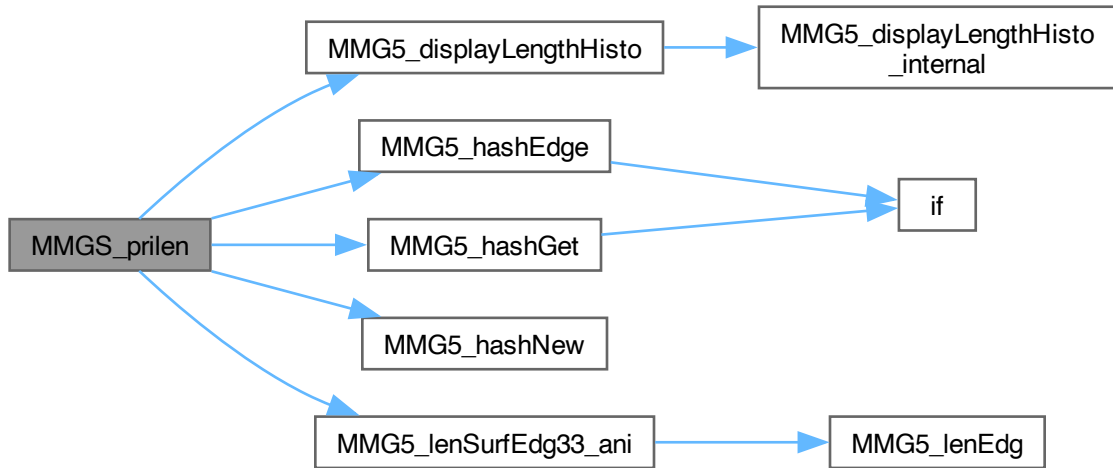 MMGS_prilen
MMG5_displayLengthHisto
MMG5_displayLengthHisto
_internal
MMG5_hashEdge
if
MMG5_hashGet
MMG5_hashNew
MMG5_lenSurfEdg33_ani
MMG5_lenEdg